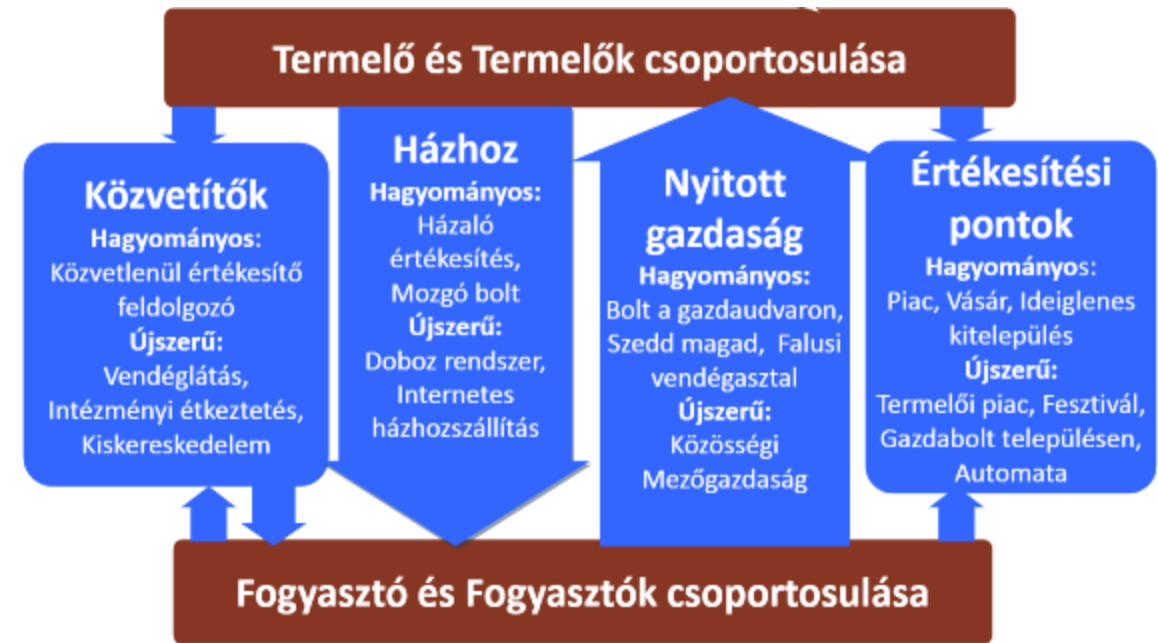 Termelő és Termelők csoportosulása
Közvetítők
Hagyományos:
Közvetlenül értékesítő
feldolgozó
Újszerű:
Vendéglátás,
Intézményi étkeztetés,
Kiskereskedelem
Házhoz
Hagyományos:
Házaló
értékesítés,
Mozgó bolt
Újszerű:
Doboz rendszer,
Internetes
házhozszállítás
Nyitott
gazdaság
Hagyományos:
Bolt a gazdaudvaron,
Szedd magad, Falusi
vendégasztal
Újszerű:
Közösségi
Mezőgazdaság
Értékesítési
pontok
Hagyományos:
Piac, Vásár, Ideiglenes
kitelepülés
Újszerű:
Termelői piac, Fesztivál,
Gazdabolt településen,
Automata
Fogyasztó és Fogyasztók csoportosulása